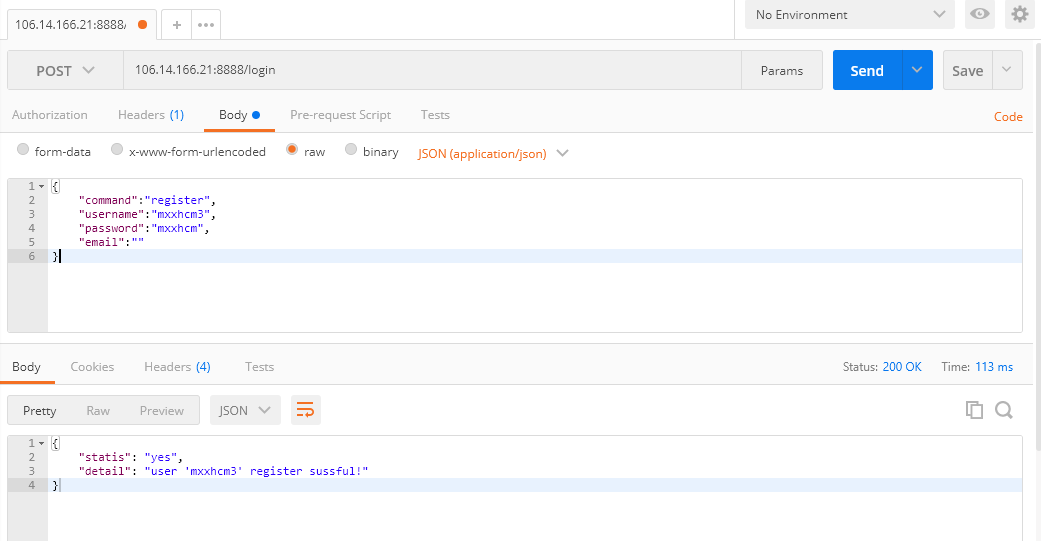 106.14.166.21:8888/
+
•••
No Environment
POST
106.14.166.21:8888/login
Params
Send
Save
Authorization
Headers (1)
Body
Pre-request Script
Tests
Code
form-data
x-www-form-urlencoded
raw
binary
JSON (application/json)
1 {
2 "command":"register",
3 "username":"mxxhcm3",
4 "password":"mxxhcm",
5 "email":""
6 }
Body
Cookies
Headers (4)
Tests
Status: 200 OK
Time: 113 ms
Pretty
Raw
Preview
JSON
1 {
2 "statis": "yes",
3 "detail": "user 'mxxhcm3' register sussful!"
4 }